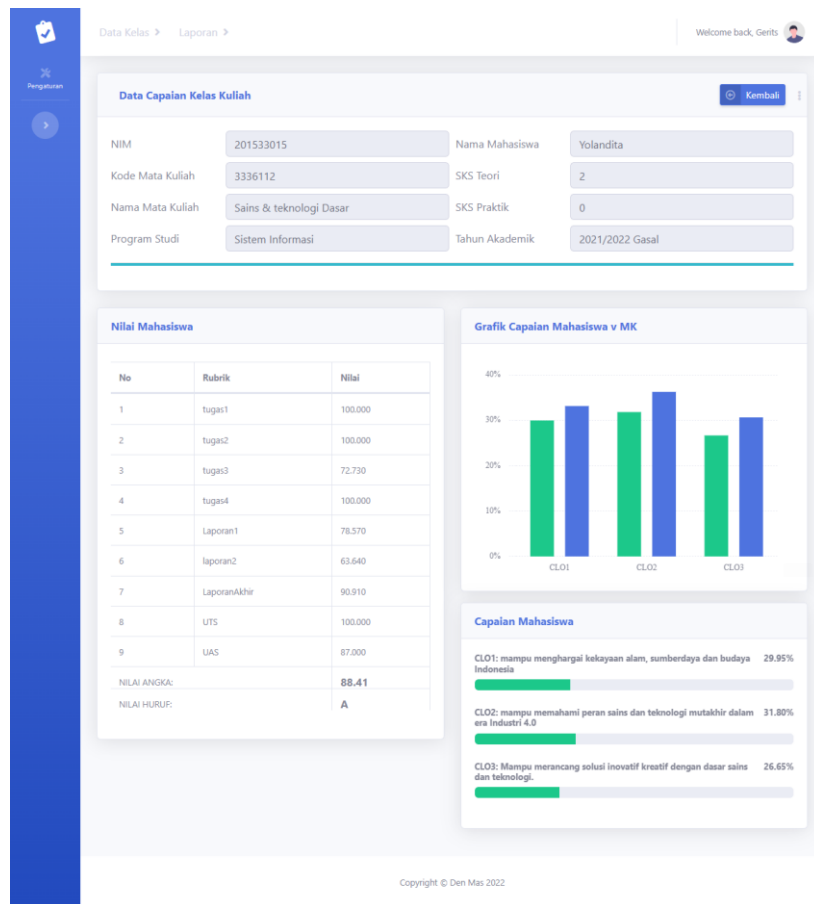 Data Kelas > Laporan >
Welcome back, Gerits
Pengaturan
Data Capaian Kelas Kuliah
Kembali
NIM 201533015 Nama Mahasiswa Yolandita
Kode Mata Kuliah 3336112 SKS Teori 2
Nama Mata Kuliah Sains & teknologi Dasar SKS Praktik 0
Program Studi Sistem Informasi Tahun Akademik 2021/2022 Gasal
Nilai Mahasiswa
No Rubrik Nilai
1 tugas1 100.000
2 tugas2 100.000
3 tugas3 72.730
4 tugas4 100.000
5 Laporan1 78.570
6 laporan2 63.640
7 LaporanAkhir 90.910
8 UTS 100.000
9 UAS 87.000
NILAI ANGKA: 88.41
NILAI HURUF: A
Grafik Capaian Mahasiswa v MK
40%
30%
20%
10%
0%
CLO1 CLO2 CLO3
Capaian Mahasiswa
CLO1: mampu menghargai kekayaan alam, sumberdaya dan budaya 29.95%
Indonesia
CLO2: mampu memahami peran sains dan teknologi mutakhir dalam 31.80%
era Industri 4.0
CLO3: Mampu merancang solusi inovatif kreatif dengan dasar sains 26.65%
dan teknologi.
Copyright © Den Mas 2022